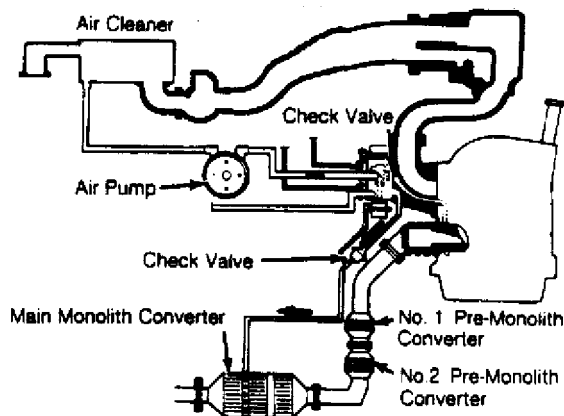 Air Cleaner
Check Valve
Air Pump
Check Valve
Main Monolith Converter
No. 1 Pre-Monolith
Converter
No.2 Pre-Monolith
Converter